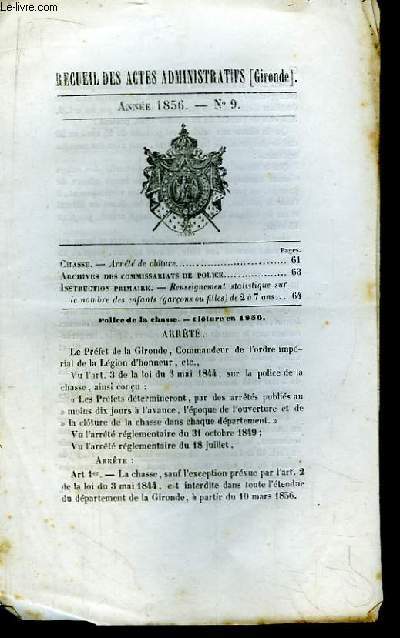 © Le-livre.com
RECUEIL DES ACTES ADMINISTRATIFS [Gironde].
ANNÉE 1856. — No 9.
Pages.
CHASSE. — Arrêté de clôture 61
ARCHIVES DES COMMISSARIATS DE POLICE 63
INSTRUCTION PRIMAIRE. — Renseignement statistique sur
le nombre des enfants (garçons ou filles) de 2 à 7 ans 64
Police de la chasse. — Clôture en 1856.
ARRÊTÉ.
Le Préfet de la Gironde, Commandeur de l'ordre impé-
rial de la Légion d'honneur, etc.,
Vu l'art. 3 de la loi du 3 mai 1844, sur la police de la
chasse, ainsi conçu :
« Les Préfets détermineront, par des arrêtés publiés au
» moins dix jours à l'avance, l'époque de l'ouverture et de
» la clôture de la chasse dans chaque département. »
Vu l'arrêté réglementaire du 31 octobre 1849 ;
Vu l'arrêté réglementaire du 18 juillet,
ARRÊTE :
Art 1er. — La chasse, sauf l'exception prévue par l'art. 2
de la loi du 3 mai 1844, est interdite dans toute l'étendue
du département de la Gironde, à partir du 10 mars 1856.